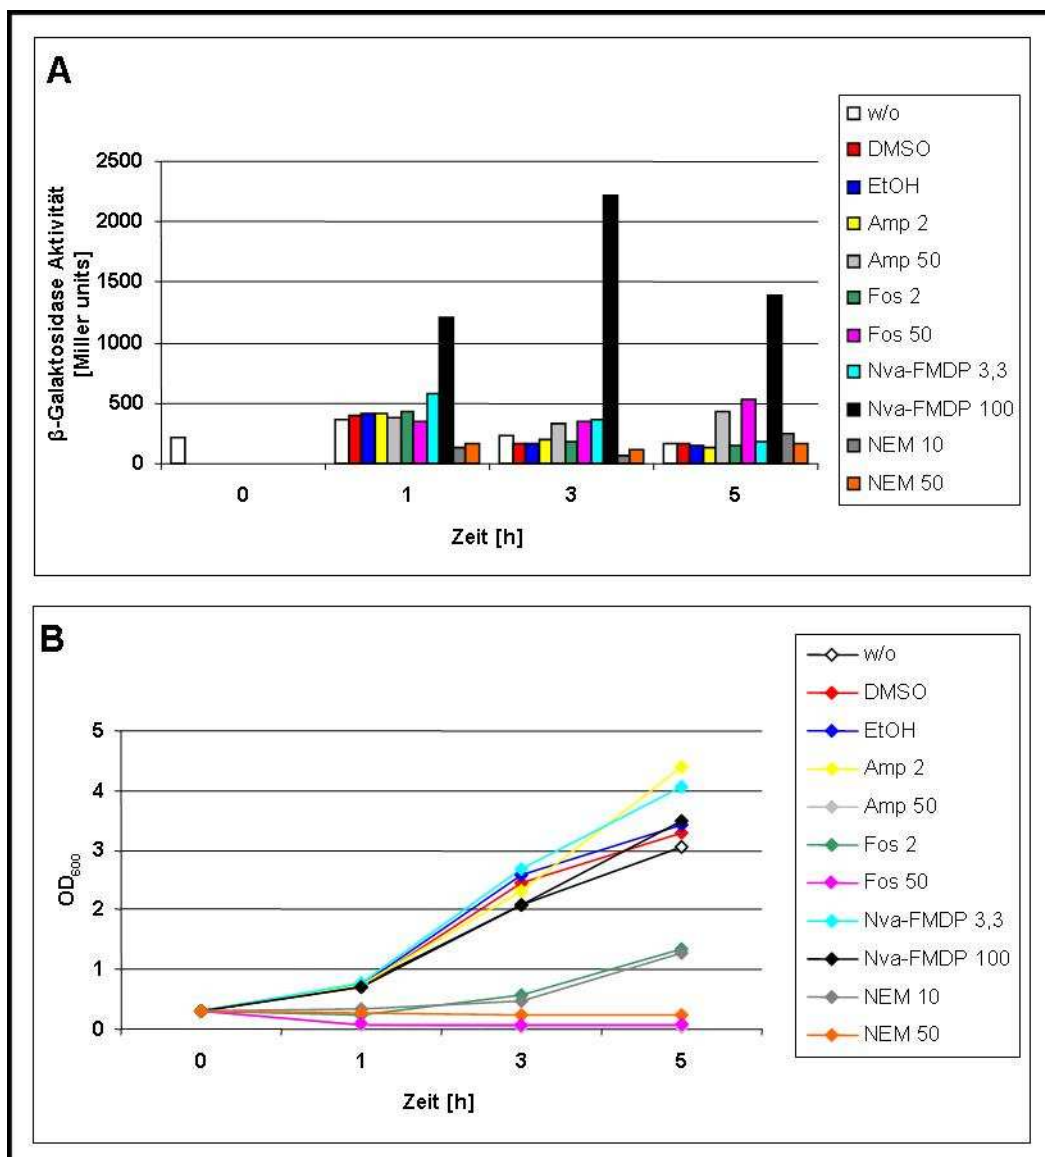 A
w/o
DMSO
EtOH
Amp 2
Amp 50
Fos 2
Fos 50
Nva-FMDP 3,3
Nva-FMDP 100
NEM 10
NEM 50
β-Galaktosidase Aktivität
[Miller units]
2500
2000
1500
1000
500
0
0 1 3 5
Zeit [h]
B
w/o
DMSO
EtOH
Amp 2
Amp 50
Fos 2
Fos 50
Nva-FMDP 3,3
Nva-FMDP 100
NEM 10
NEM 50
OD600
5
4
3
2
1
0
0 1 3 5
Zeit [h]